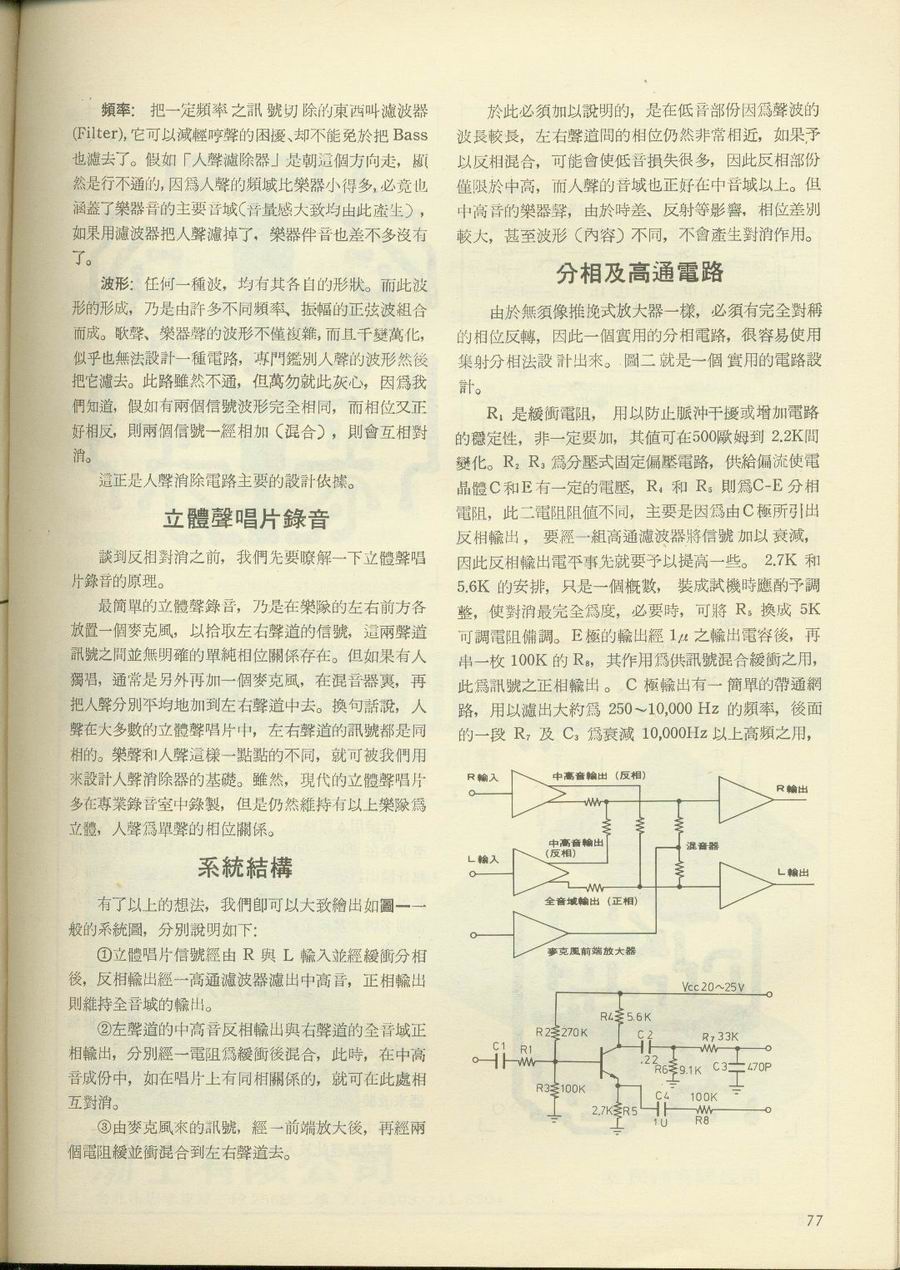 頻率: 把一定頻率之訊號切除的東西叫濾波器
(Filter), 它可以減輕哼聲的困擾、却不能免於把 Bass
也濾去了。假如「人聲濾除器」是朝這個方向走，顯
然是行不通的, 因爲人聲的頻域比樂器小得多, 必竟也
涵蓋了樂器音的主要音域(音量感大致均由此產生)，
如果用濾波器把人聲濾掉了，樂器伴音也差不多沒有
了。
波形: 任何一種波，均有其各自的形狀。而此波
形的形成，乃是由許多不同頻率、振幅的正弦波組合
而成。歌聲、樂器聲的波形不僅複雜, 而且千變萬化，
似乎也無法設計一種電路，專門鑑別人聲的波形然後
把它濾去。此路雖然不通，但萬勿就此灰心，因爲我
們知道，假如有兩個信號波形完全相同，而相位又正
好相反，則兩個信號一經相加（混合），則會互相對
消。
這正是人聲消除電路主要的設計依據。
立體聲唱片錄音
談到反相對消之前，我們先要瞭解一下立體聲唱
片錄音的原理。
最簡單的立體聲錄音，乃是在樂隊的左右前方各
放置一個麥克風，以拾取左右聲道的信號，這兩聲道
訊號之間並無明確的單純相位關係存在。但如果有人
獨唱，通常是另外再加一個麥克風，在混音器裏，再
把人聲分別平均地加到左右聲道中去。換句話說，人
聲在大多數的立體聲唱片中，左右聲道的訊號都是同
相的。樂聲和人聲這樣一點點的不同，就可被我們用
來設計人聲消除器的基礎。雖然，現代的立體聲唱片
多在專業錄音室中錄製，但是仍然維持有以上樂隊爲
立體，人聲爲單聲的相位關係。
系統結構
有了以上的想法，我們卽可以大致繪出如圖一一
般的系統圖，分別說明如下:
①立體唱片信號經由 R 與 L 輸入並經緩衝分相
後，反相輸出經一高通濾波器濾出中高音，正相輸出
則維持全音域的輸出。
②左聲道的中高音反相輸出與右聲道的全音域正
相輸出，分別經一電阻爲緩衝後混合，此時，在中高
音成份中，如在唱片上有同相關係的，就可在此處相
互對消。
③由麥克風來的訊號，經一前端放大後，再經兩
個電阻緩並衝混合到左右聲道去。
於此必須加以說明的，是在低音部份因爲聲波的
波長較長，左右聲道間的相位仍然非常相近，如果予
以反相混合，可能會使低音損失很多，因此反相部份
僅限於中高，而人聲的音域也正好在中音域以上。但
中高音的樂器聲，由於時差、反射等影響，相位差別
較大，甚至波形（內容）不同，不會產生對消作用。
分相及高通電路
由於無須像推挽式放大器一樣，必須有完全對稱
的相位反轉，因此一個實用的分相電路，很容易使用
集射分相法設計出來。圖二就是一個實用的電路設
計。
R₁ 是緩衝電阻，用以防止脈沖干擾或增加電路
的穩定性，非一定要加，其值可在500歐姆到 2.2K間
變化。R₂ R₃ 爲分壓式固定偏壓電路，供給偏流使電
晶體C和E有一定的電壓，R₄ 和 R₅ 則爲C-E 分相
電阻，此二電阻阻值不同，主要是因爲由C極所引出
反相輸出，要經一組高通濾波器將信號加以衰減，
因此反相輸出電平事先就要予以提高一些。 2.7K 和
5.6K 的安排，只是一個概數，裝成試機時應酌予調
整，使對消最完全爲度，必要時，可將 R₅ 換成 5K
可調電阻備調。E極的輸出經 1μ 之輸出電容後，再
串一枚 100K 的 R₈，其作用爲供訊號混合緩衝之用，
此爲訊號之正相輸出。 C 極輸出有一簡單的帶通網
路，用以濾出大約爲 250～10,000 Hz 的頻率，後面
的一段 R₇ 及 C₃ 爲衰減 10,000Hz 以上高頻之用，
R輸入
中高音輸出（反相）
R輸出
中高音輸出
(反相)
混音器
L輸入
L輸出
全音域輸出（正相）
麥克風前端放大器
Vcc 20～25V
R4 5.6K
R2 270K
C2
R7 33K
C1
R1
.22
R6 9.1K
C3 470P
R3 100K
C4
100K
2.7K R5
1U
R8
77